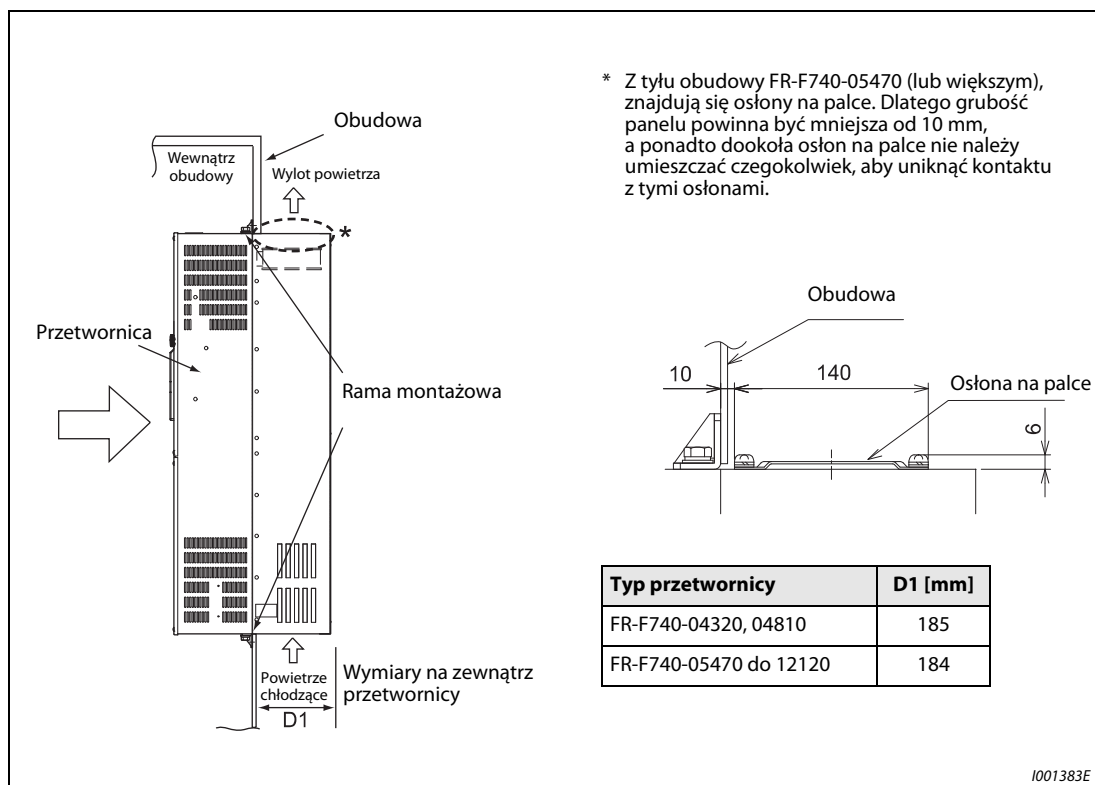 * Z tyłu obudowy FR-F740-05470 (lub większym),
znajdują się osłony na palce. Dlatego grubość
panelu powinna być mniejsza od 10 mm,
a ponadto dookoła osłon na palce nie należy
umieszczać czegokolwiek, aby uniknąć kontaktu
z tymi osłonami.
Obudowa
Wewnątrz
obudowy
Wylot powietrza
*
Przetwornica
Rama montażowa
Powietrze
chłodzące
D1
Wymiary na zewnątrz
przetwornicy
Obudowa
10
140
Osłona na palce
6
Typ przetwornicy D1 [mm]
FR-F740-04320, 04810 185
FR-F740-05470 do 12120 184
I001383E